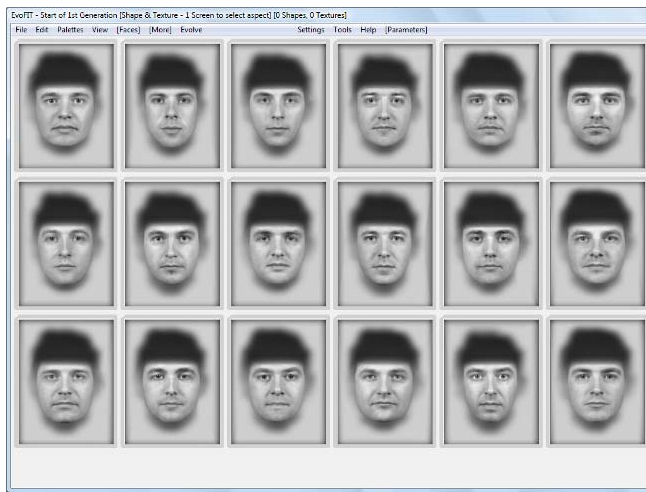 EvoFIT - Start of 1st Generation [Shape & Texture - 1 Screen to select aspect] [0 Shapes, 0 Textures]
File Edit Palettes View [Faces] [More] Evolve Settings Tools Help [Parameters]